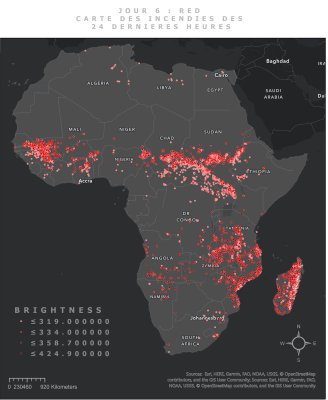 JOUR 6 : RED
CARTE DES INCENDIES DES
24 DERNIERES HEURES
Baghdad
Cairo
ALGERIA
LIBYA
EGYPT
SAUDI
ARABIA
MALI
NIGER
CHAD
SUDAN
NIGERIA
ETHIOPIA
Accra
DR
CONGO
TANZANIA
ANGOLA
ZAMBIA
NAMIBIA
Johannesburg
SOUTH
AFRICA
BRIGHTNESS
≤319.000000
≤334.000000
≤358.700000
≤424.900000
N
W
E
S
0 230460 920 Kilometers
Sources: Esri, HERE, Garmin, FAO, NOAA, USGS, © OpenStreetMap
contributors, and the GIS User Community; Sources: Esri, HERE, Garmin,
FAO, NOAA, USGS, © OpenStreetMap contributors, and the GIS User Community